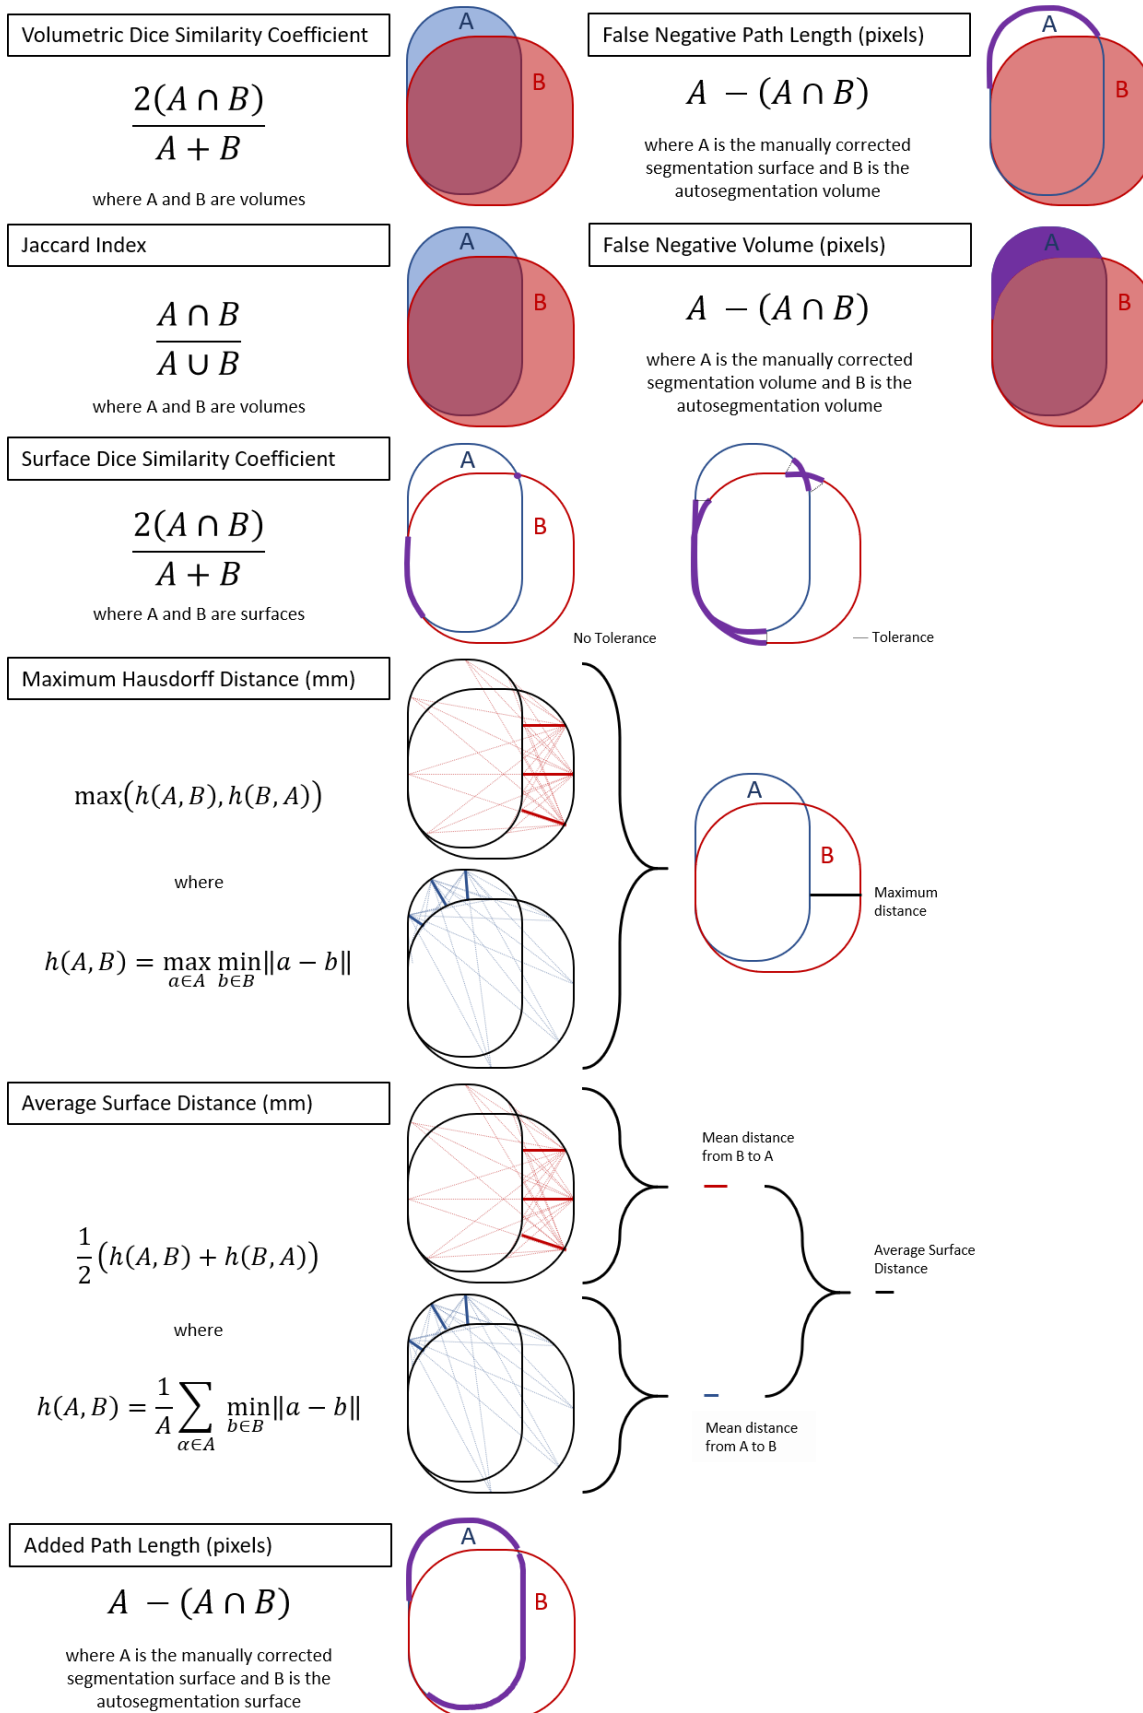 Volumetric Dice Similarity Coefficient
2(A ∩ B)
A + B
where A and B are volumes
A
B
False Negative Path Length (pixels)
A − (A ∩ B)
where A is the manually corrected
segmentation surface and B is the
autosegmentation volume
A
B
Jaccard Index
A ∩ B
A ∪ B
where A and B are volumes
A
B
False Negative Volume (pixels)
A − (A ∩ B)
where A is the manually corrected
segmentation volume and B is the
autosegmentation volume
A
B
Surface Dice Similarity Coefficient
2(A ∩ B)
A + B
where A and B are surfaces
A
B
No Tolerance
Tolerance
Maximum Hausdorff Distance (mm)
max(h(A, B), h(B, A))
where
h(A, B) = max min‖a − b‖
a∈A b∈B
A
B
Maximum
distance
Average Surface Distance (mm)
1
2
(h(A, B) + h(B, A))
where
h(A, B) = 1/A ∑ min‖a − b‖
α∈A b∈B
Mean distance
from B to A
Average Surface
Distance
Mean distance
from A to B
Added Path Length (pixels)
A − (A ∩ B)
where A is the manually corrected
segmentation surface and B is the
autosegmentation surface
A
B